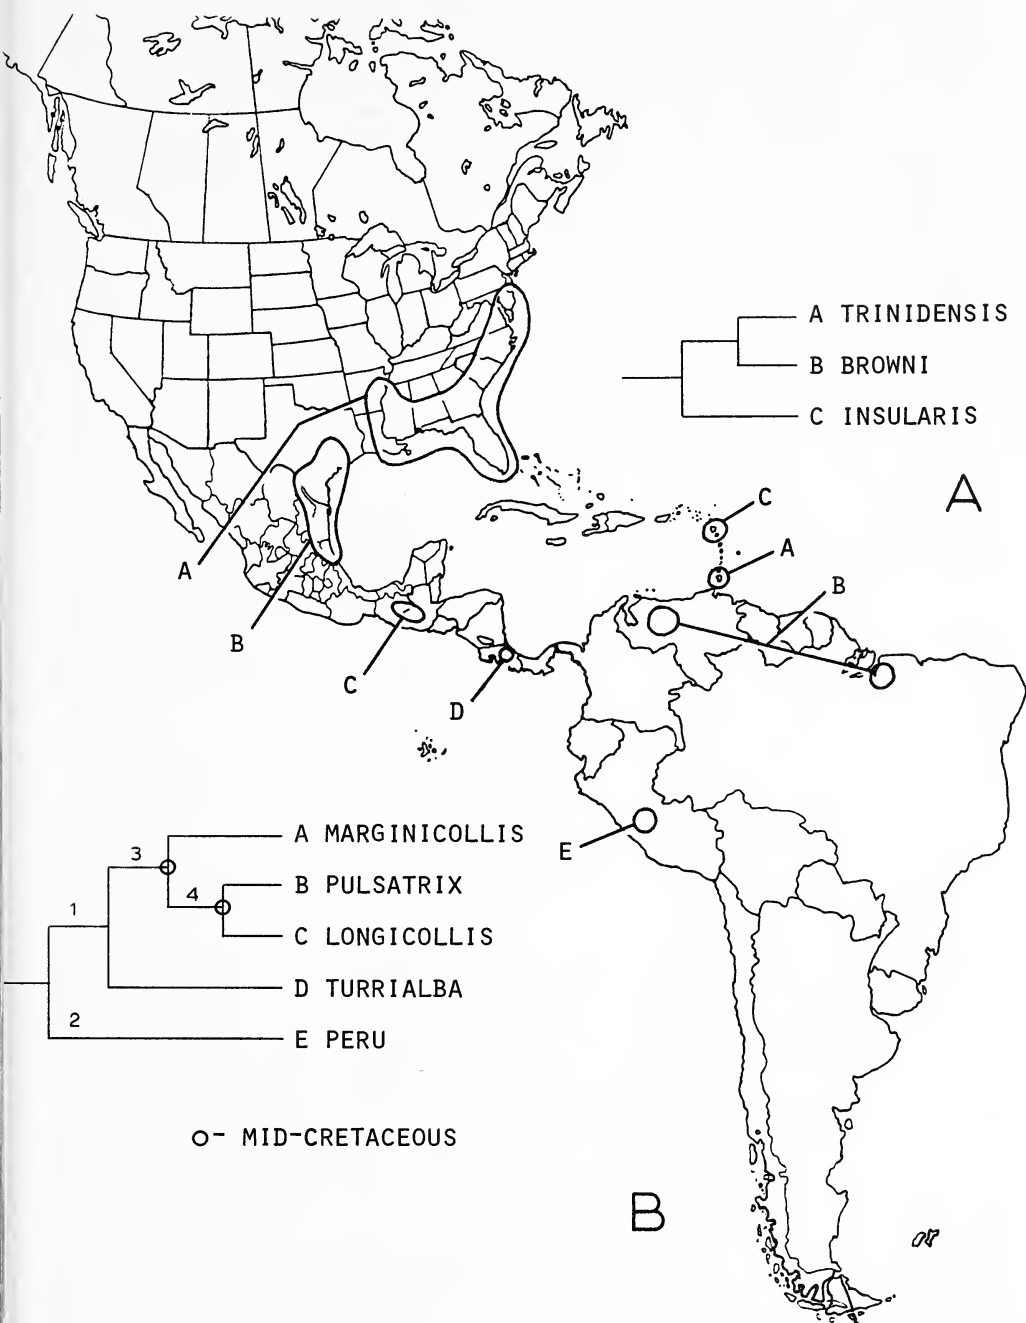 A TRINIDENSIS
B BROWNI
C INSULARIS
A
C
A
B
A
B
C
D
E
3
A MARGINICOLLIS
4
B PULSATRIX
1
C LONGICOLLIS
D TURRIALBA
2
E PERU
O- MID-CRETACEOUS
B